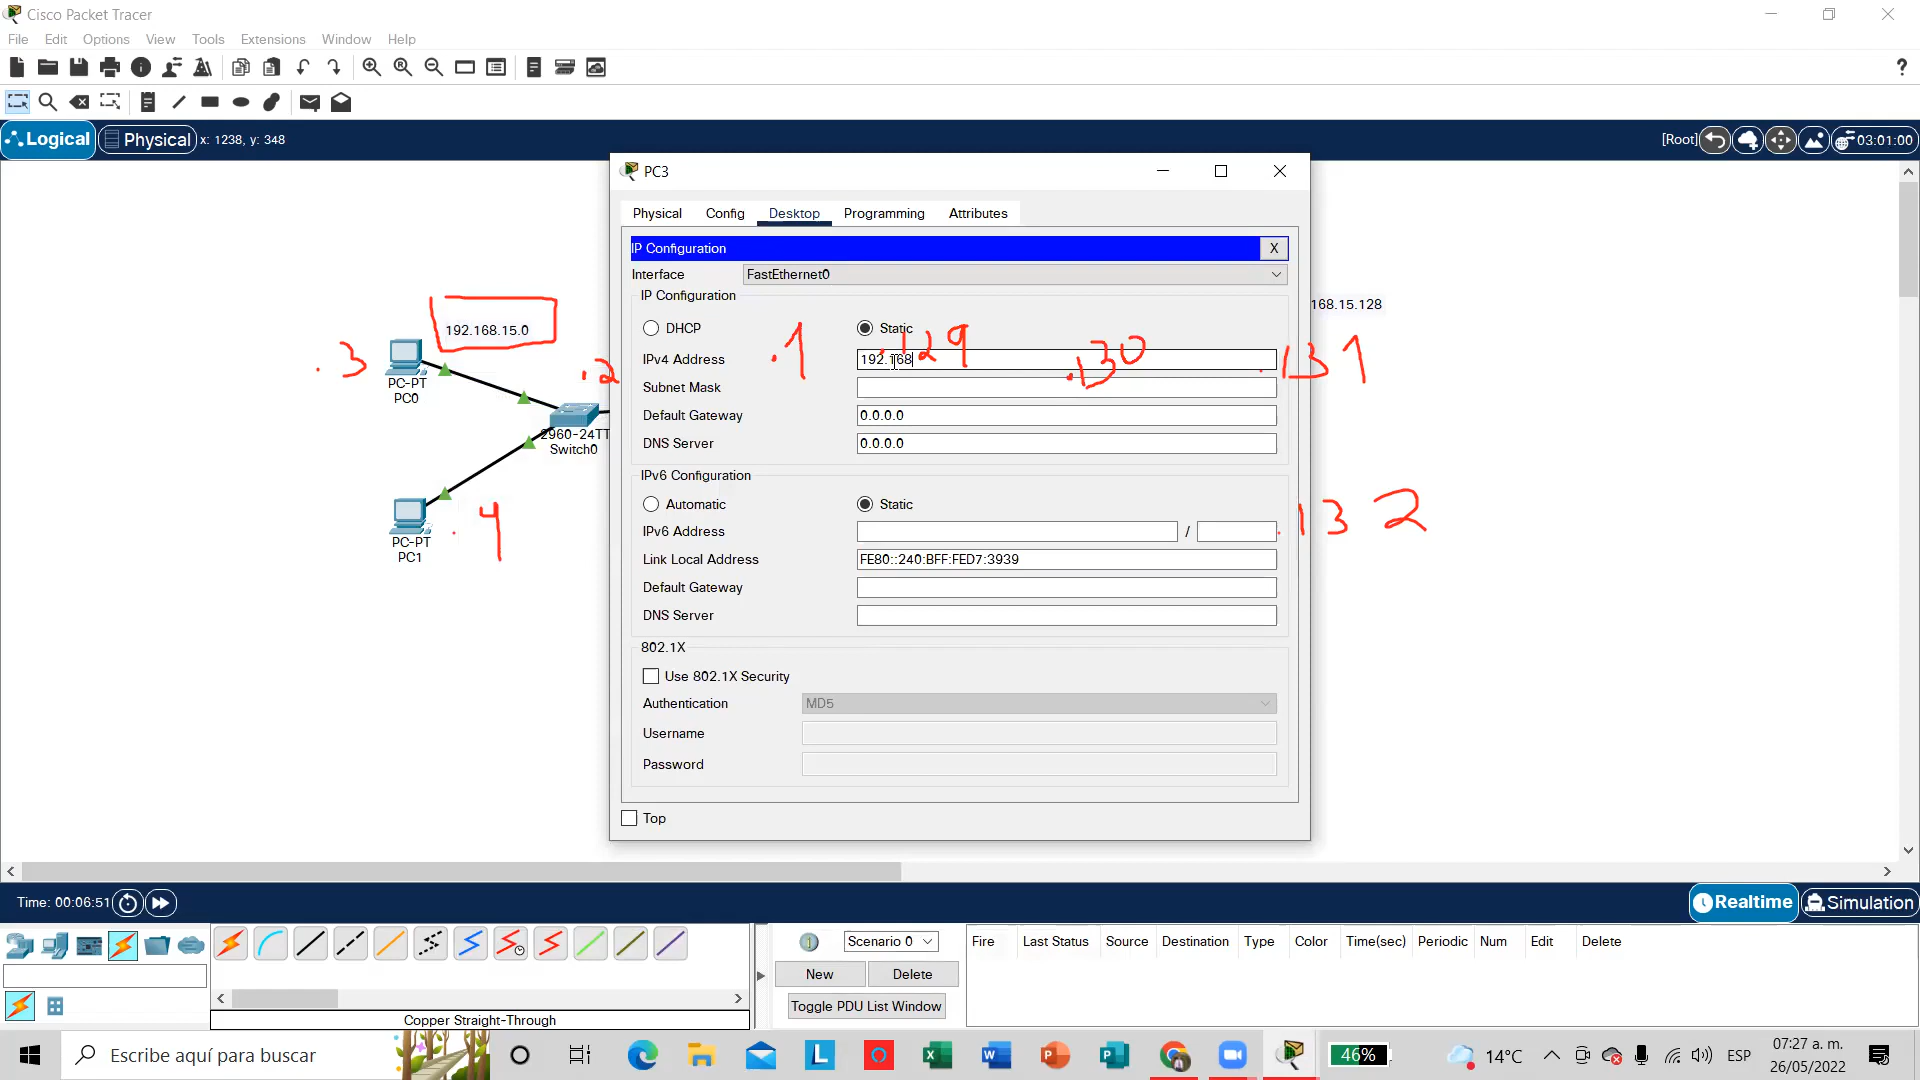 Cisco Packet Tracer
File Edit Options View Tools Extensions Window Help
?
Logical Physical x: 1238, y: 348 [Root] 03:01:00
PC3
Physical Config Desktop Programming Attributes
IP Configuration X
Interface FastEthernet0
IP Configuration
168.15.128
DHCP Static
192.168.15.0
.3
.1
.129
.130
.131
IPv4 Address 192.168
.2
Subnet Mask
PC-PT
PC0
Default Gateway 0.0.0.0
2960-24TT
Switch0
DNS Server 0.0.0.0
IPv6 Configuration
Automatic Static
.4
.132
IPv6 Address /
PC-PT
PC1
Link Local Address FE80::240:BFF:FED7:3939
Default Gateway
DNS Server
802.1X
Use 802.1X Security
Authentication MD5
Username
Password
Top
Time: 00:06:51 Realtime Simulation
Scenario 0 Fire Last Status Source Destination Type Color Time(sec) Periodic Num Edit Delete
New Delete
Toggle PDU List Window
Copper Straight-Through
Escribe aquí para buscar 46% 14°C ESP 07:27 a. m.
26/05/2022